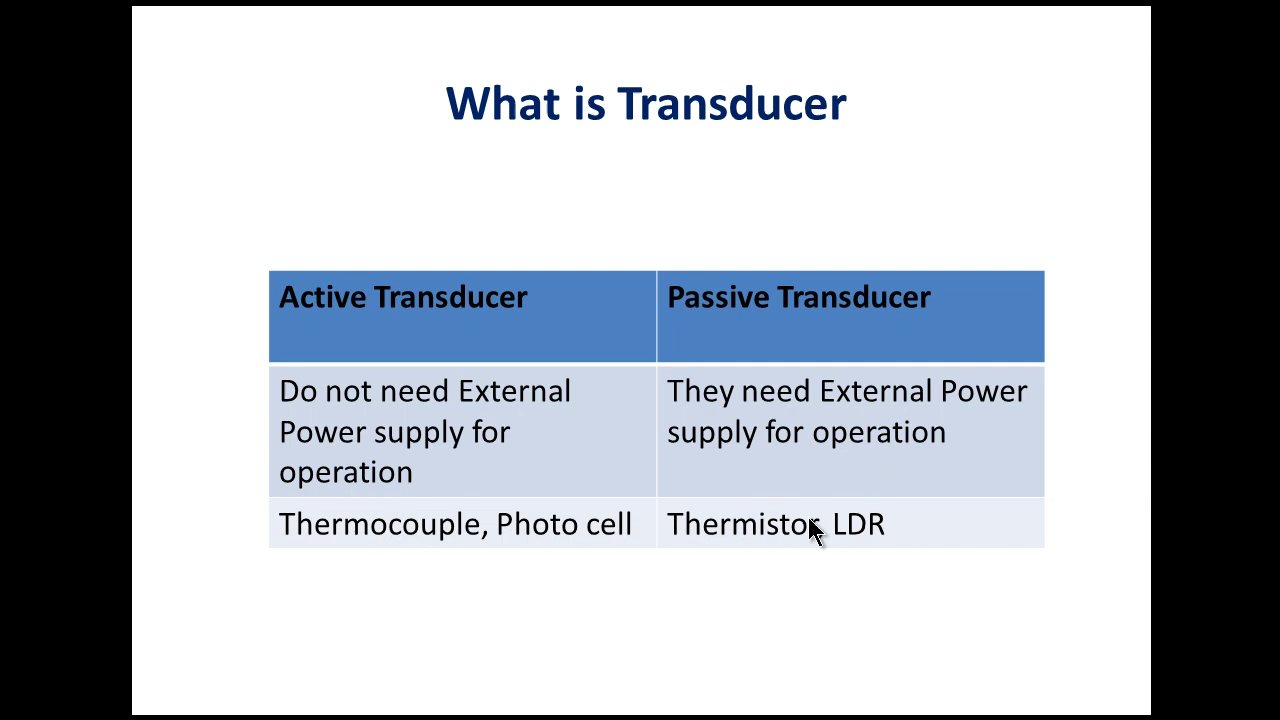 What is Transducer
Active Transducer
Passive Transducer
Do not need External
Power supply for
operation
They need External Power
supply for operation
Thermocouple, Photo cell
Thermistor, LDR